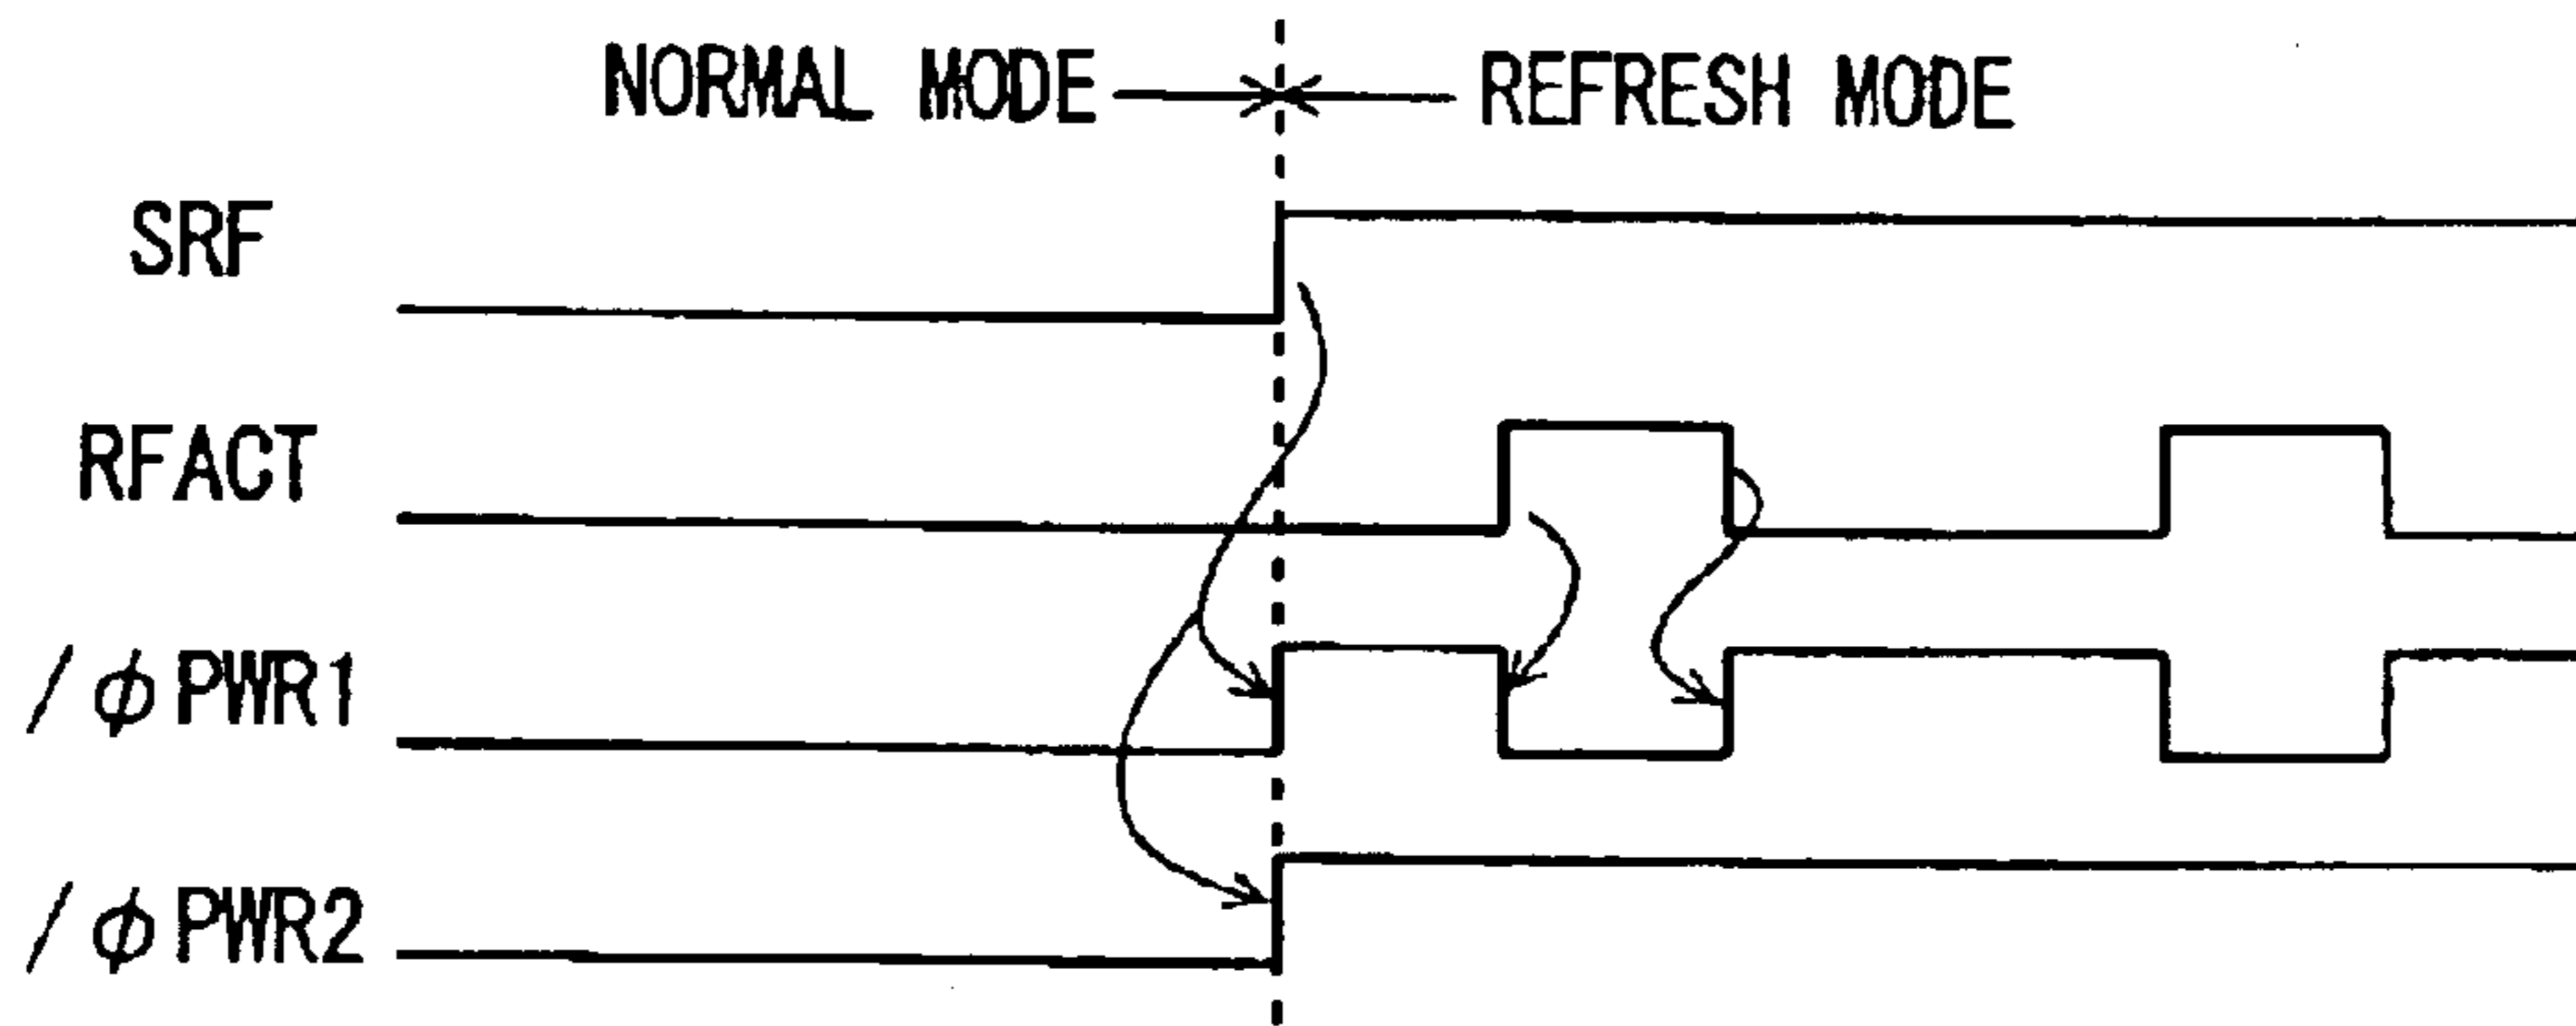 NORMAL MODE REFRESH MODE
SRF
RFACT
/φPWR1
/φPWR2